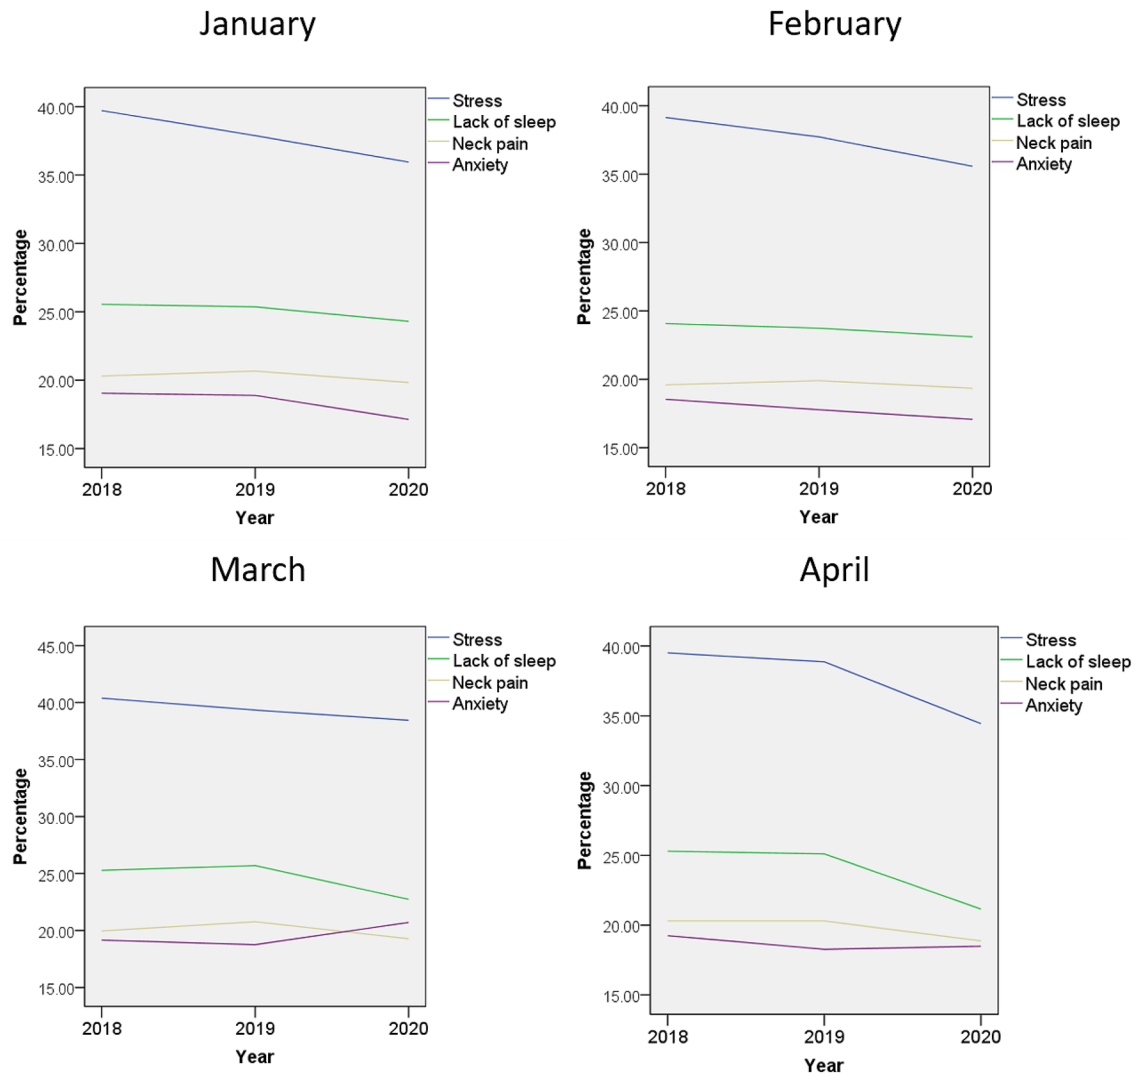 January
40.00
35.00
30.00
25.00
20.00
15.00
Percentage
2018 2019 2020
Year
Stress
Lack of sleep
Neck pain
Anxiety
February
40.00
35.00
30.00
25.00
20.00
15.00
Percentage
2018 2019 2020
Year
Stress
Lack of sleep
Neck pain
Anxiety
March
45.00
40.00
35.00
30.00
25.00
20.00
15.00
Percentage
2018 2019 2020
Year
Stress
Lack of sleep
Neck pain
Anxiety
April
40.00
35.00
30.00
25.00
20.00
15.00
Percentage
2018 2019 2020
Year
Stress
Lack of sleep
Neck pain
Anxiety